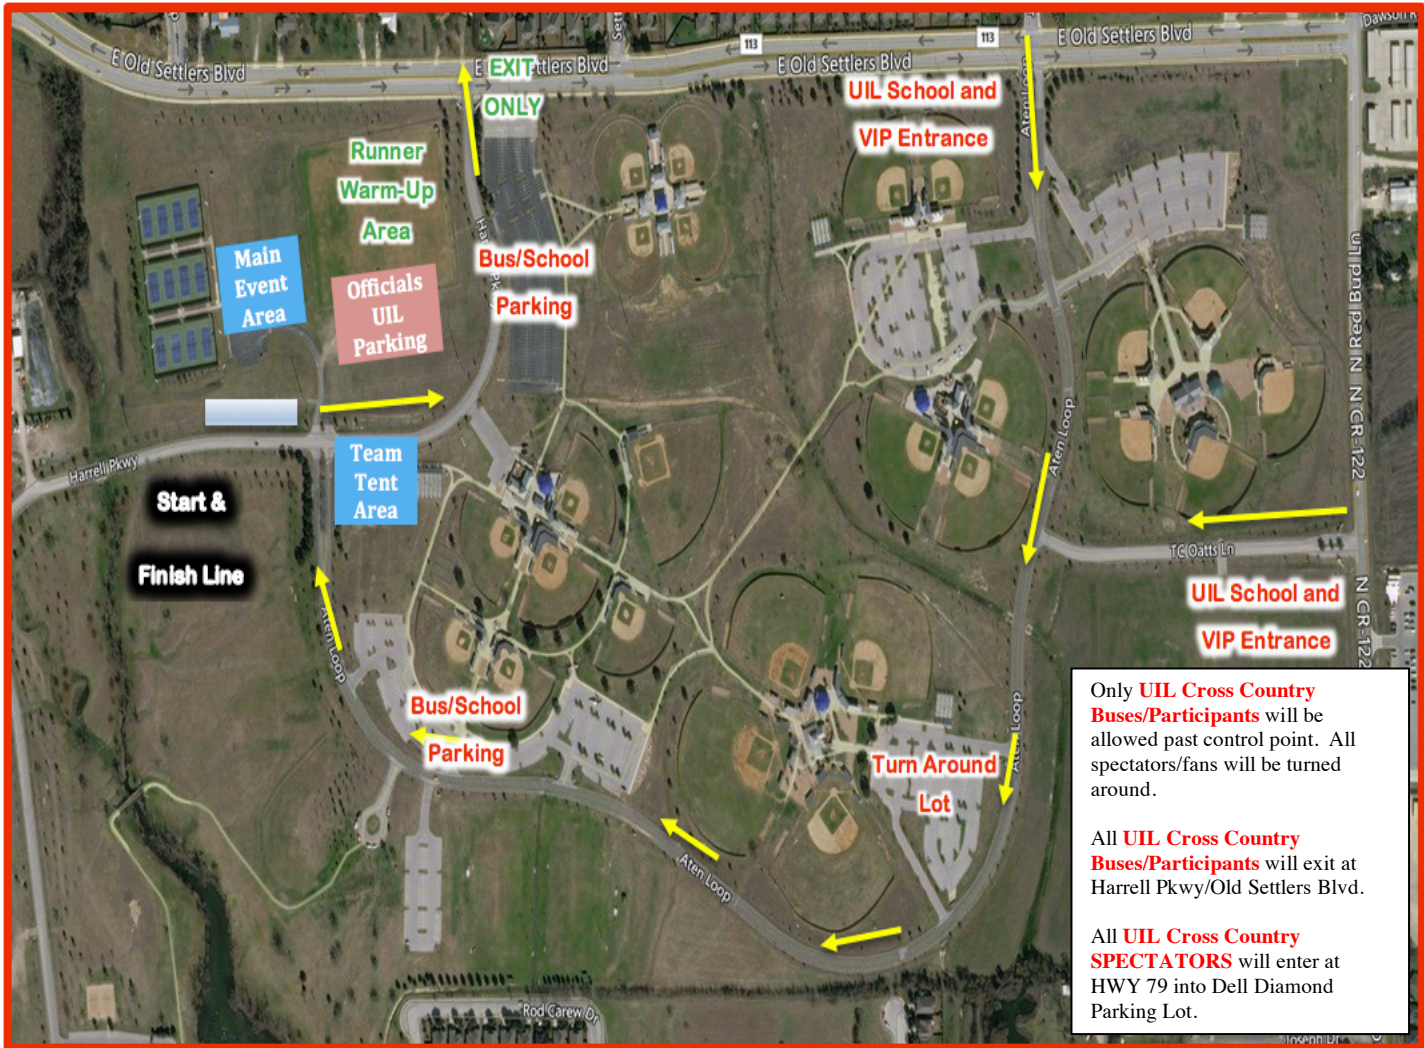 Dawson R
E Old Settlers Blvd
113
113
E Old Settlers Blvd
E Old Settlers Blvd
E Old Settlers Blvd
Sett
EXIT
ONLY
UIL School and
VIP Entrance
Aten Loop
Runner
Warm-Up
Area
Main
Event
Area
Officials
UIL
Parking
Bus/School
Parking
Harrell Pkwy
Team
Tent
Area
Start &
Finish Line
Aten Loop
N Red Bud Ln
N CR-122
TC Oatts Ln
UIL School and
VIP Entrance
N CR-122
Aten Loop
Bus/School
Parking
Aten Loop
Turn Around
Lot
Aten Loop
Rod Carew Dr
Joseph Dr
Only UIL Cross Country
Buses/Participants will be
allowed past control point.  All
spectators/fans will be turned
around.
All UIL Cross Country
Buses/Participants will exit at
Harrell Pkwy/Old Settlers Blvd.
All UIL Cross Country
SPECTATORS will enter at
HWY 79 into Dell Diamond
Parking Lot.